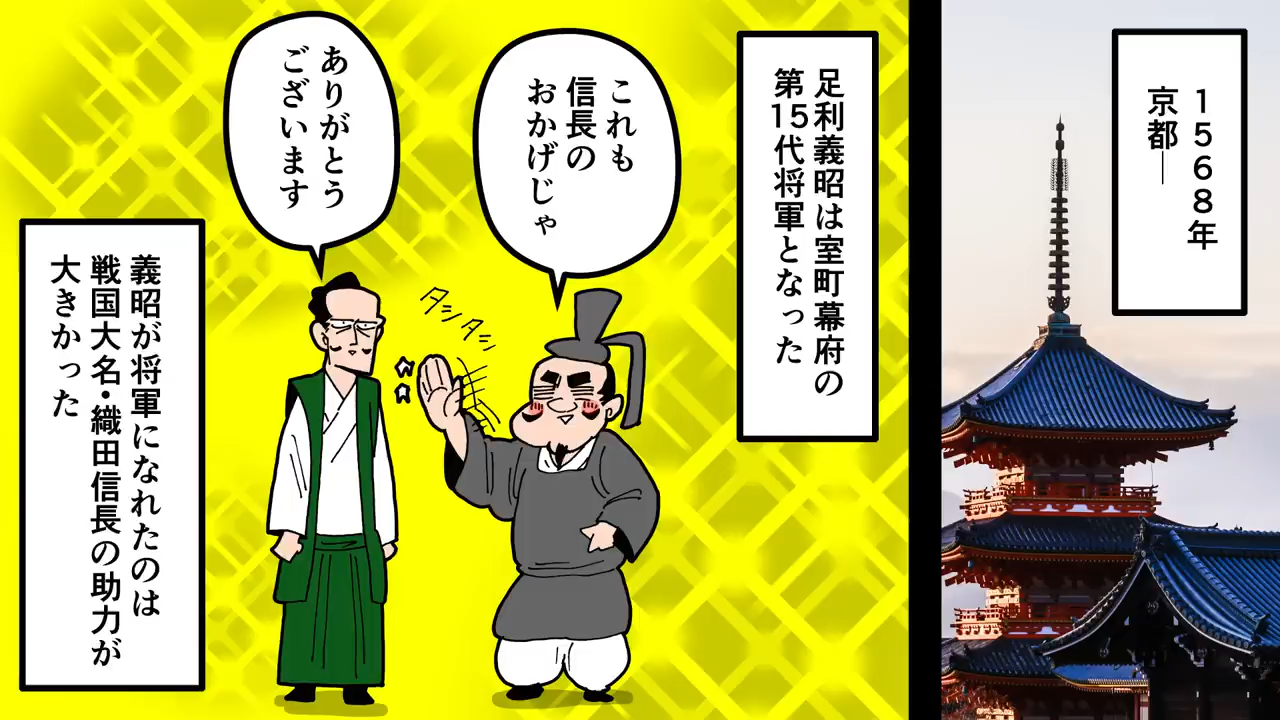 1568年
京都―
足利義昭は室町幕府の
第15代将軍となった
これも
信長の
おかげじゃ
タシタシ
ありがとう
ございます
義昭が将軍になれたのは
戦国大名・織田信長の助力が
大きかった